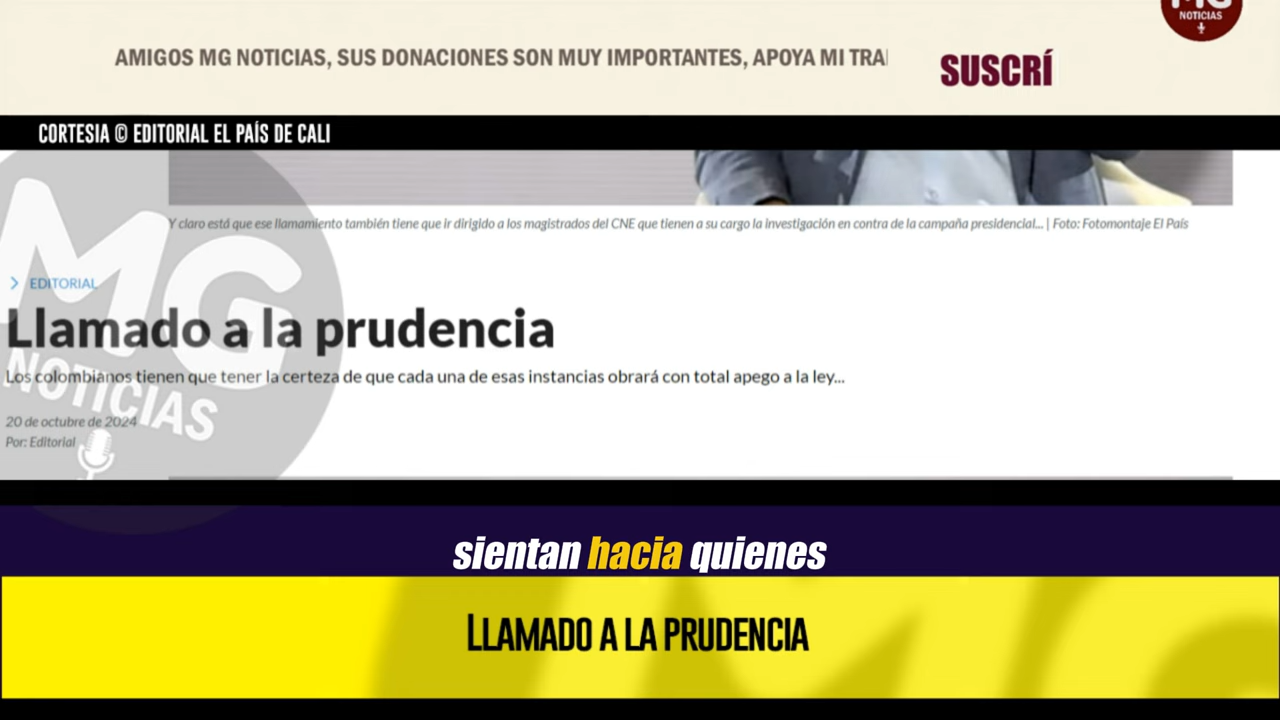 MG
NOTICIAS
AMIGOS MG NOTICIAS, SUS DONACIONES SON MUY IMPORTANTES, APOYA MI TRA
SUSCRÍ
CORTESIA © EDITORIAL EL PAÍS DE CALI
Y claro está que ese llamamiento también tiene que ir dirigido a los magistrados del CNE que tienen a su cargo la investigación en contra de la campaña presidencial... | Foto: Fotomontaje El País
EDITORIAL
Llamado a la prudencia
Los colombianos tienen que tener la certeza de que cada una de esas instancias obrará con total apego a la ley...
20 de octubre de 2024
Por: Editorial
MG
NOTICIAS
sientan hacia quienes
LLAMADO A LA PRUDENCIA